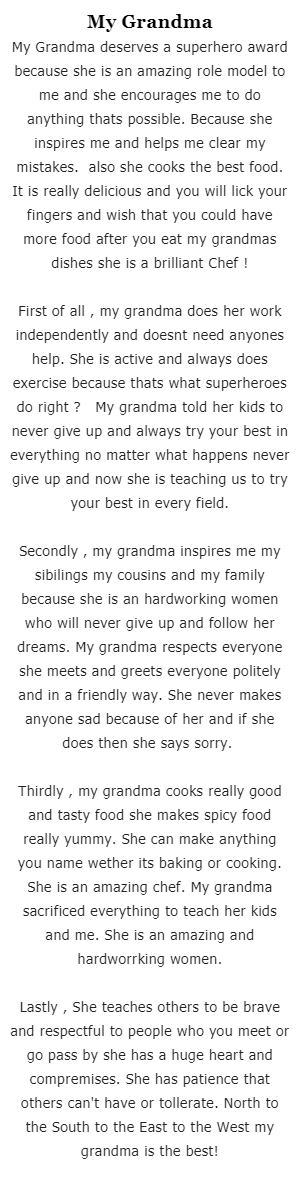 My Grandma
My Grandma deserves a superhero award
because she is an amazing role model to
me and she encourages me to do
anything thats possible. Because she
inspires me and helps me clear my
mistakes.  also she cooks the best food.
It is really delicious and you will lick your
fingers and wish that you could have
more food after you eat my grandmas
dishes she is a brilliant Chef !
First of all , my grandma does her work
independently and doesnt need anyones
help. She is active and always does
exercise because thats what superheroes
do right ?   My grandma told her kids to
never give up and always try your best in
everything no matter what happens never
give up and now she is teaching us to try
your best in every field.
Secondly , my grandma inspires me my
sibilings my cousins and my family
because she is an hardworking women
who will never give up and follow her
dreams. My grandma respects everyone
she meets and greets everyone politely
and in a friendly way. She never makes
anyone sad because of her and if she
does then she says sorry.
Thirdly , my grandma cooks really good
and tasty food she makes spicy food
really yummy. She can make anything
you name wether its baking or cooking.
She is an amazing chef. My grandma
sacrificed everything to teach her kids
and me. She is an amazing and
hardworrking women.
Lastly , She teaches others to be brave
and respectful to people who you meet or
go pass by she has a huge heart and
compremises. She has patience that
others can't have or tollerate. North to
the South to the East to the West my
grandma is the best!